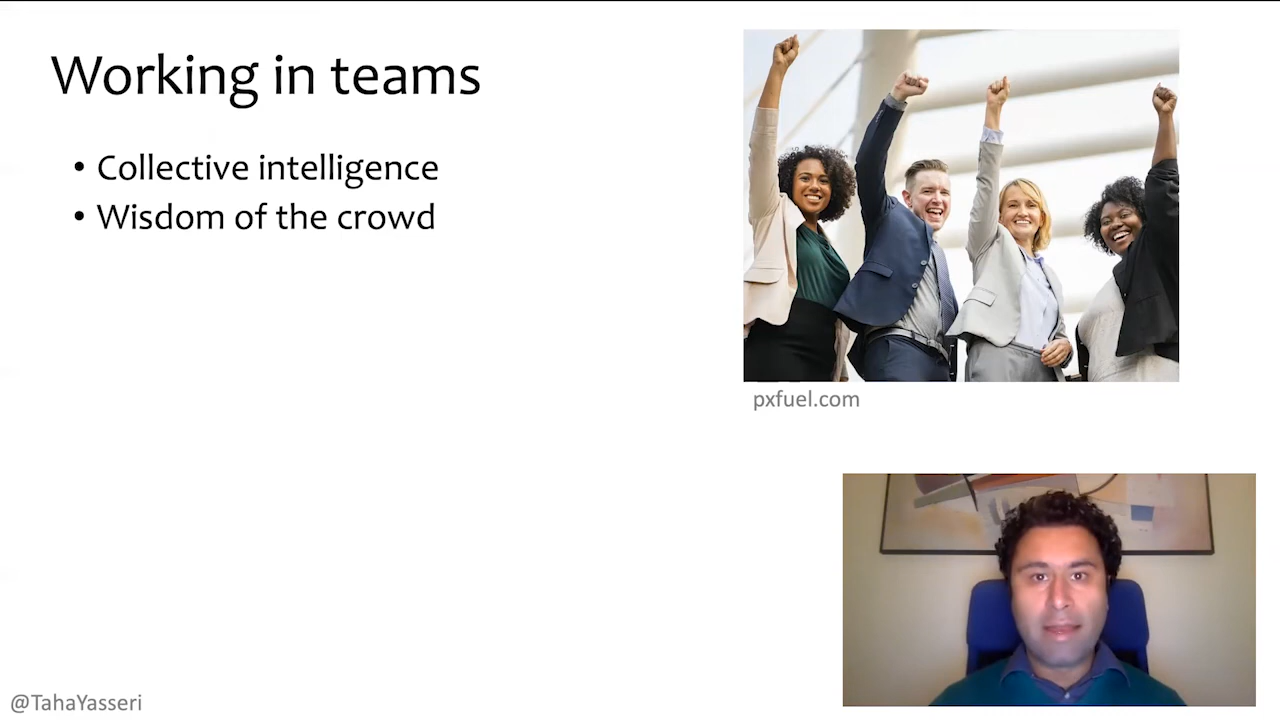 Working in teams
• Collective intelligence
• Wisdom of the crowd
pxfuel.com
@TahaYasseri